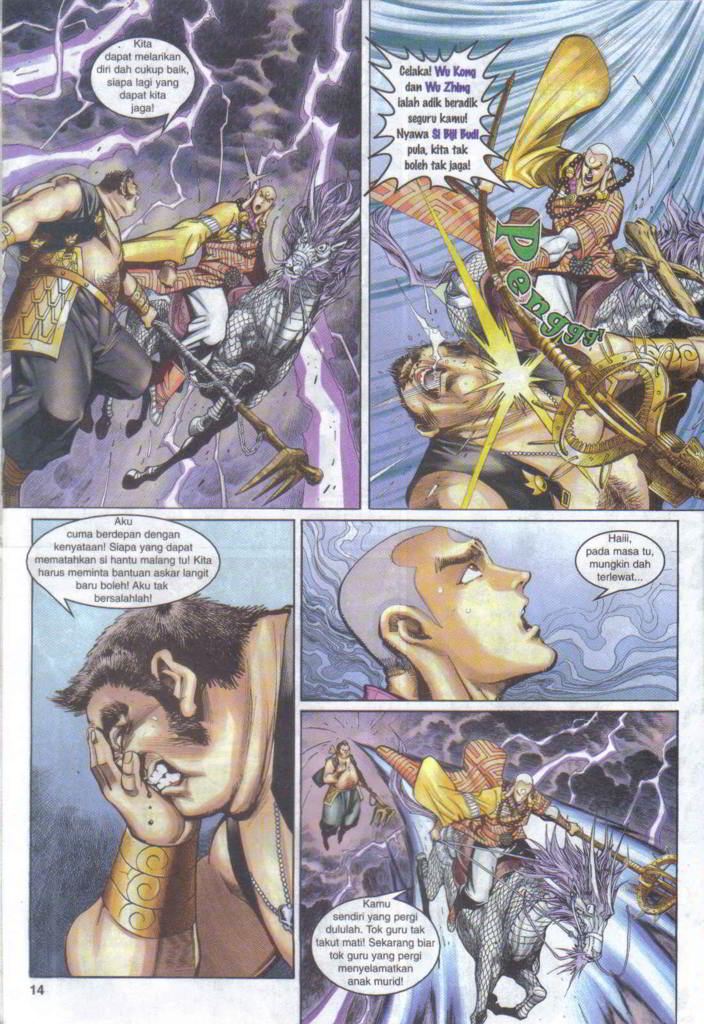 Kita
dapat melarikan
diri dah cukup baik,
siapa lagi yang
dapat kita
jaga!
Celaka! Wu Kong
dan Wu Zhing
ialah adik beradik
seguru kamu!
Nyawa Si Biji Budi
pula, kita tak
boleh tak jaga!
Pengggg!
Aku
cuma berdepan dengan
kenyataan! Siapa yang dapat
mematahkan si hantu malang tu! Kita
harus meminta bantuan askar langit
baru boleh! Aku tak
bersalahlah!
Haiii,
pada masa tu,
mungkin dah
terlewat...
Kamu
sendiri yang pergi
dululah. Tok guru tak
takut mati! Sekarang biar
tok guru yang pergi
menyelamatkan
anak murid!
14